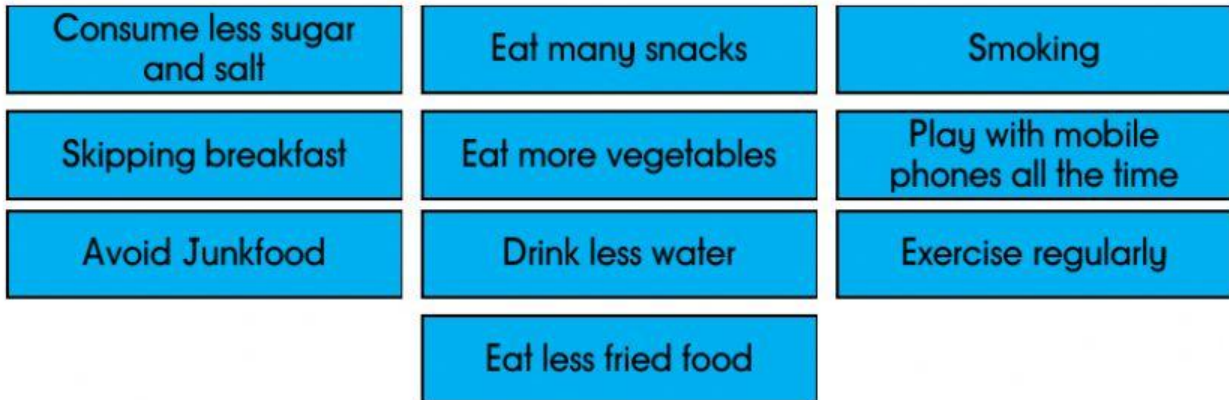 Consume less sugar
and salt
Eat many snacks
Smoking
Skipping breakfast
Eat more vegetables
Play with mobile
phones all the time
Avoid Junkfood
Drink less water
Exercise regularly
Eat less fried food